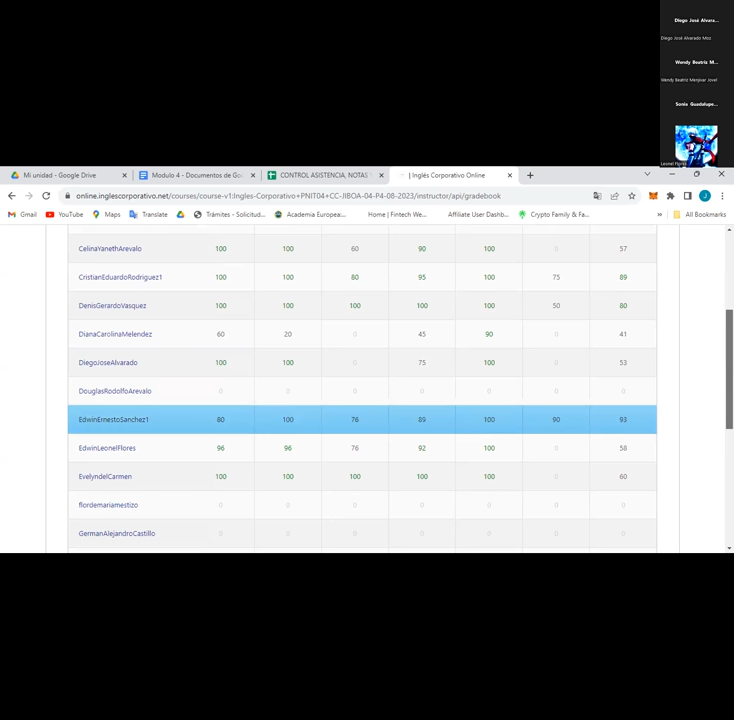 Diego José Alvara...
Diego José Alvarado Moz
Wendy Beatriz M...
Wendy Beatriz Menjivar Jovel
Sonia Guadalupe...
Leonel Flores
Mi unidad - Google Drive
Modulo 4 - Documentos de Go
CONTROL ASISTENCIA, NOTAS
| Inglés Corporativo Online
online.inglescorporativo.net/courses/course-v1:Ingles-Corporativo+PNIT04+CC-JIBOA-04-P4-08-2023/instructor/api/gradebook
Gmail YouTube Maps Translate Trámites - Solicitud... Academia Europea:... Home | Fintech We... Affiliate User Dashb... Crypto Family & Fa... » All Bookmarks
CelinaYanethArevalo 100 100 60 90 100 0 57
CristianEduardoRodriguez1 100 100 80 95 100 75 89
DenisGerardoVasquez 100 100 100 100 100 50 80
DianaCarolinaMelendez 60 20 0 45 90 0 41
DiegoJoseAlvarado 100 100 0 75 100 0 53
DouglasRodolfoArevalo 0 0 0 0 0 0 0
EdwinErnestoSanchez1 80 100 76 89 100 90 93
EdwinLeonelFlores 96 96 76 92 100 0 58
EvelyndelCarmen 100 100 100 100 100 0 60
flordemariamestizo 0 0 0 0 0 0 0
GermanAlejandroCastillo 0 0 0 0 0 0 0